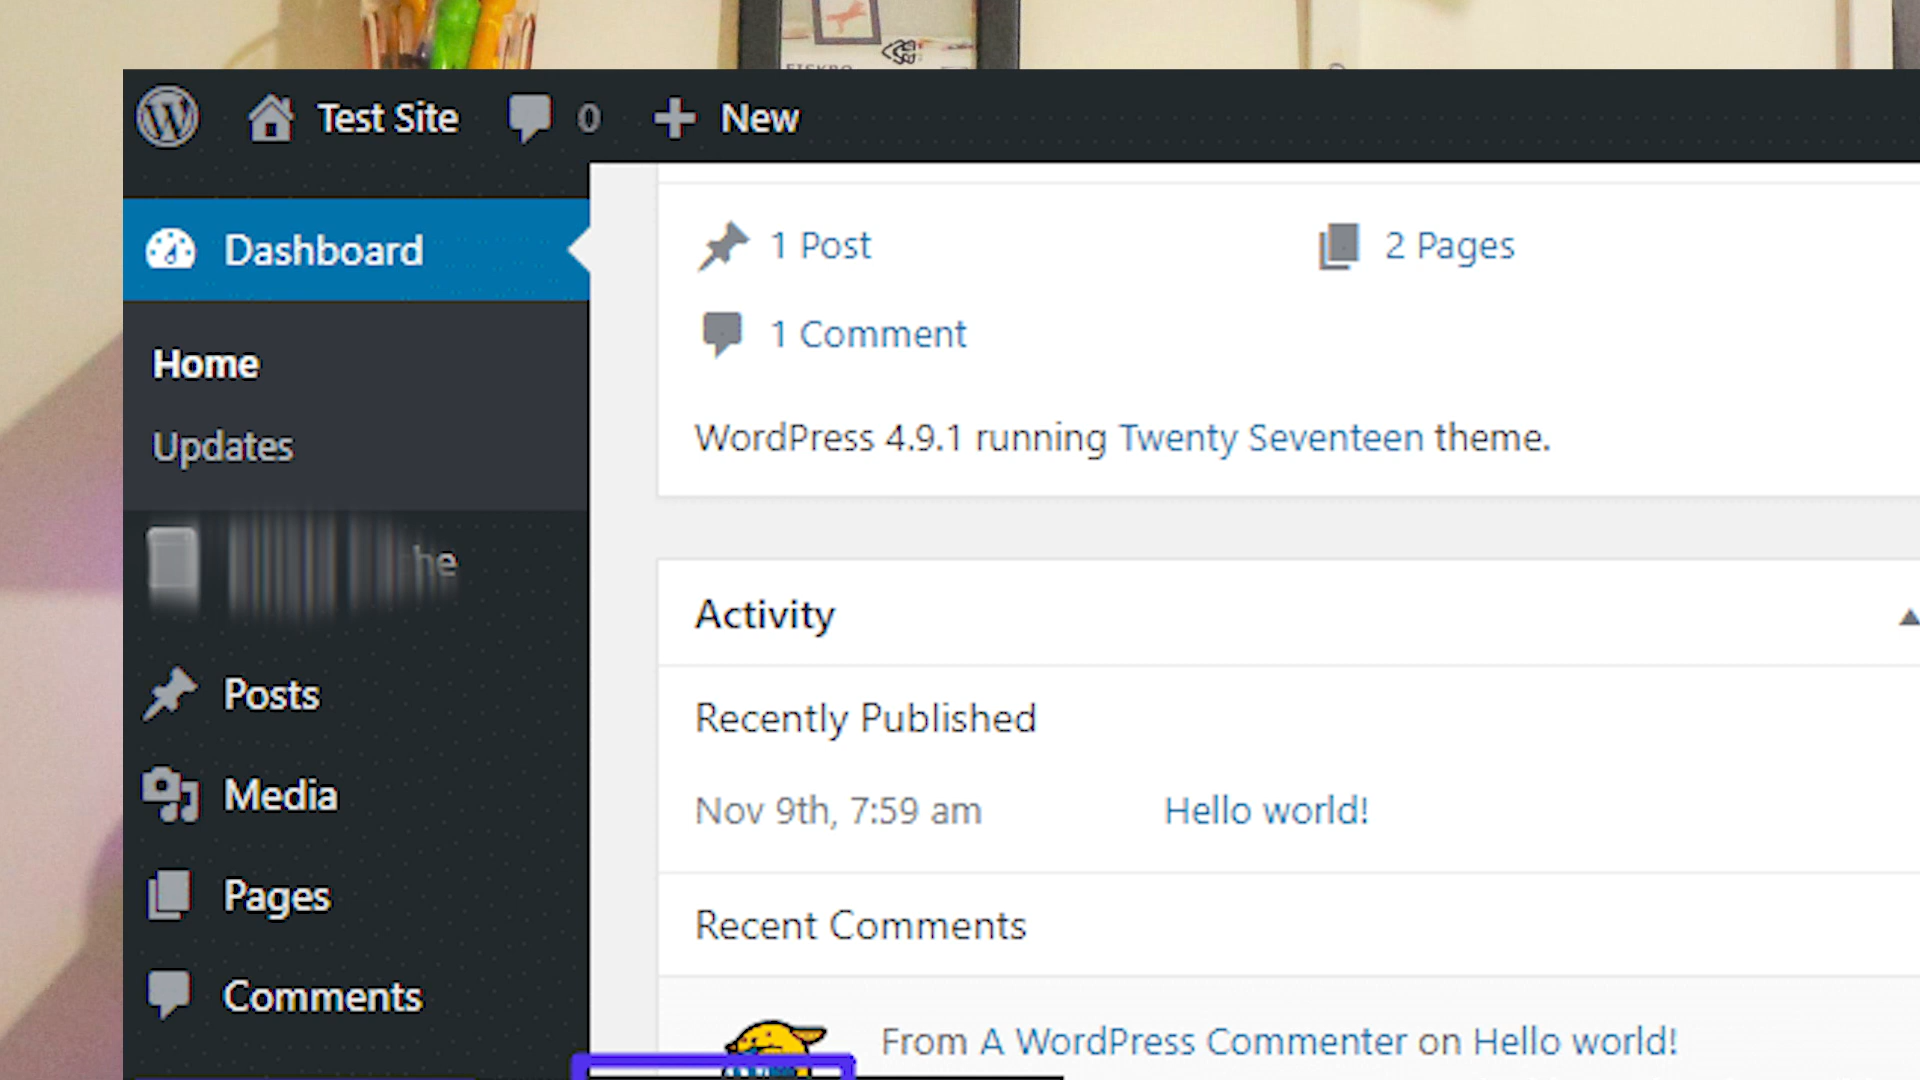 Test Site 0 New
Dashboard
Home
Updates
Posts
Media
Pages
Comments
1 Post
2 Pages
1 Comment
WordPress 4.9.1 running Twenty Seventeen theme.
Activity
Recently Published
Nov 9th, 7:59 am Hello world!
Recent Comments
From A WordPress Commenter on Hello world!